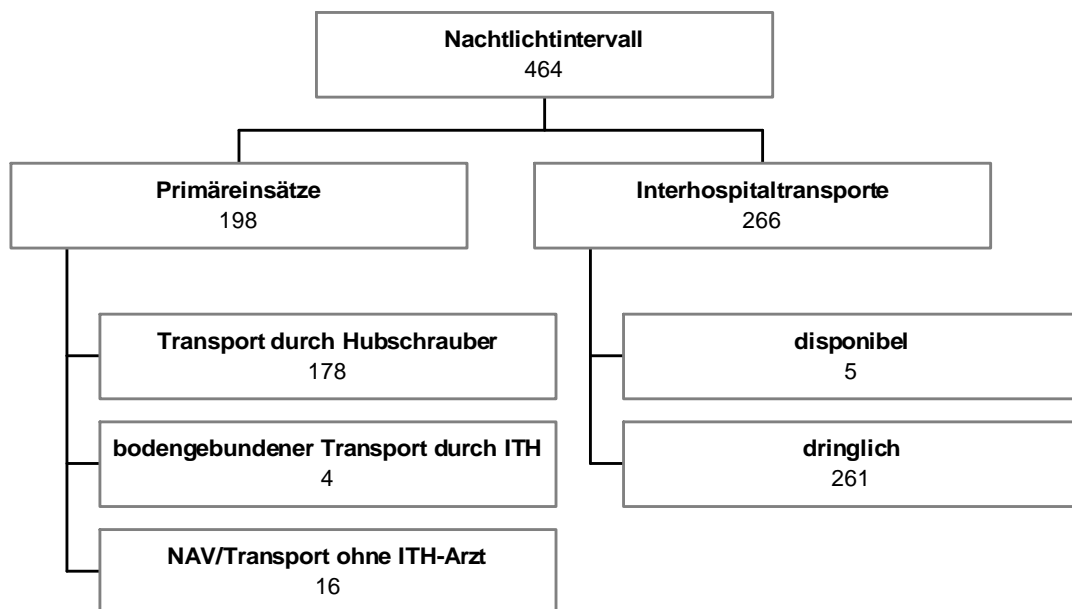 Nachtlichtintervall
464
Primäreinsätze
198
Interhospitaltransporte
266
Transport durch Hubschrauber
178
disponibel
5
bodengebundener Transport durch ITH
4
dringlich
261
NAV/Transport ohne ITH-Arzt
16